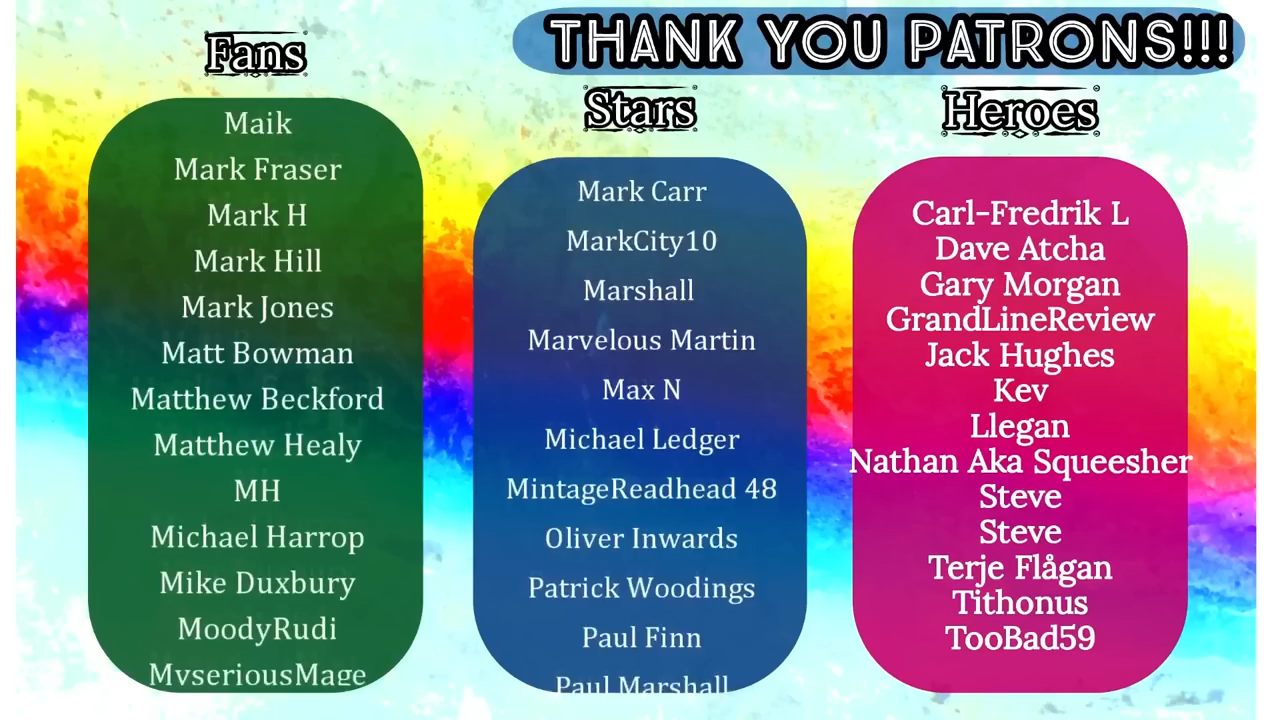 THANK YOU PATRONS!!!
Fans
Maik
Mark Fraser
Mark H
Mark Hill
Mark Jones
Matt Bowman
Matthew Beckford
Matthew Healy
MH
Michael Harrop
Mike Duxbury
MoodyRudi
MyseriousMage
Stars
Mark Carr
MarkCity10
Marshall
Marvelous Martin
Max N
Michael Ledger
MintageReadhead 48
Oliver Inwards
Patrick Woodings
Paul Finn
Paul Marshall
Heroes
Carl-Fredrik L
Dave Atcha
Gary Morgan
GrandLineReview
Jack Hughes
Kev
Llegan
Nathan Aka Squeesher
Steve
Steve
Terje Flågan
Tithonus
TooBad59